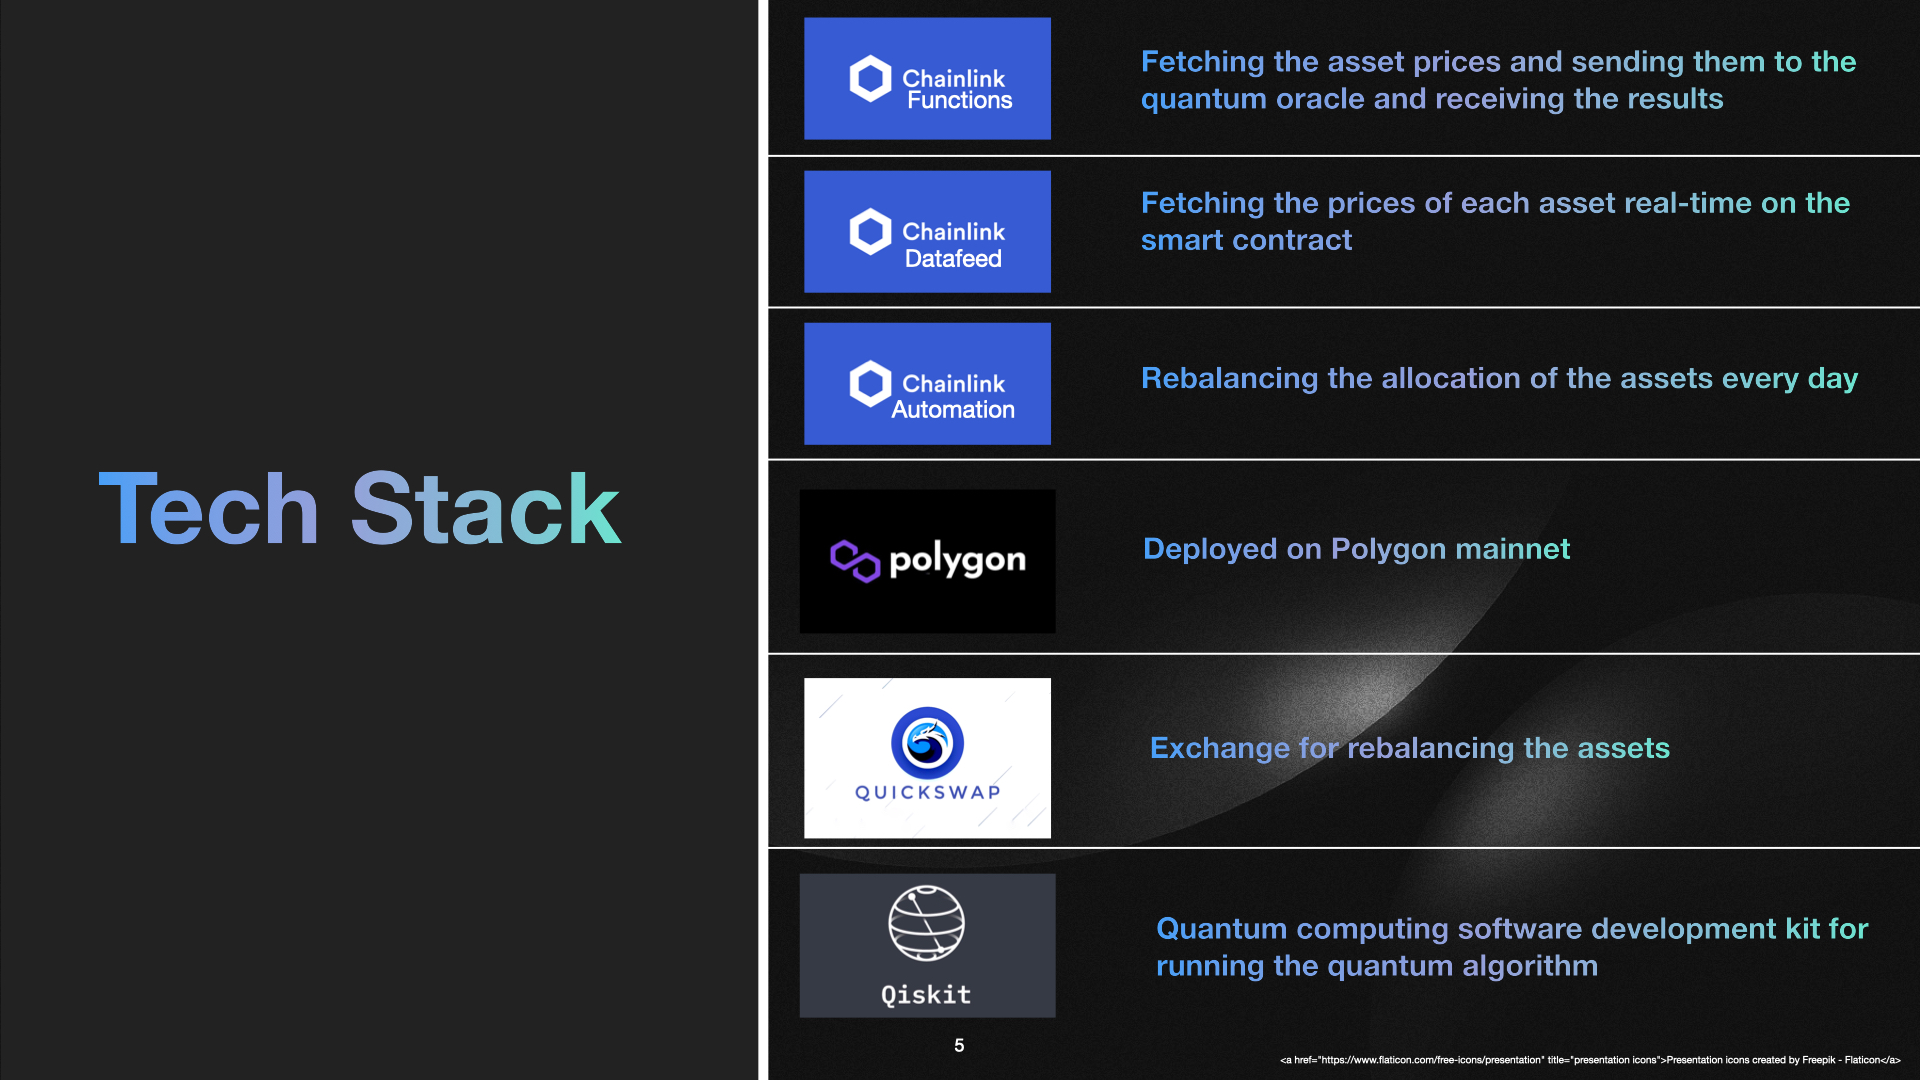 Tech Stack
Chainlink
Functions
Fetching the asset prices and sending them to the
quantum oracle and receiving the results
Chainlink
Datafeed
Fetching the prices of each asset real-time on the
smart contract
Chainlink
Automation
Rebalancing the allocation of the assets every day
polygon
Deployed on Polygon mainnet
QUICKSWAP
Exchange for rebalancing the assets
Qiskit
Quantum computing software development kit for
running the quantum algorithm
5
<a href="https://www.flaticon.com/free-icons/presentation" title="presentation icons">Presentation icons created by Freepik - Flaticon</a>